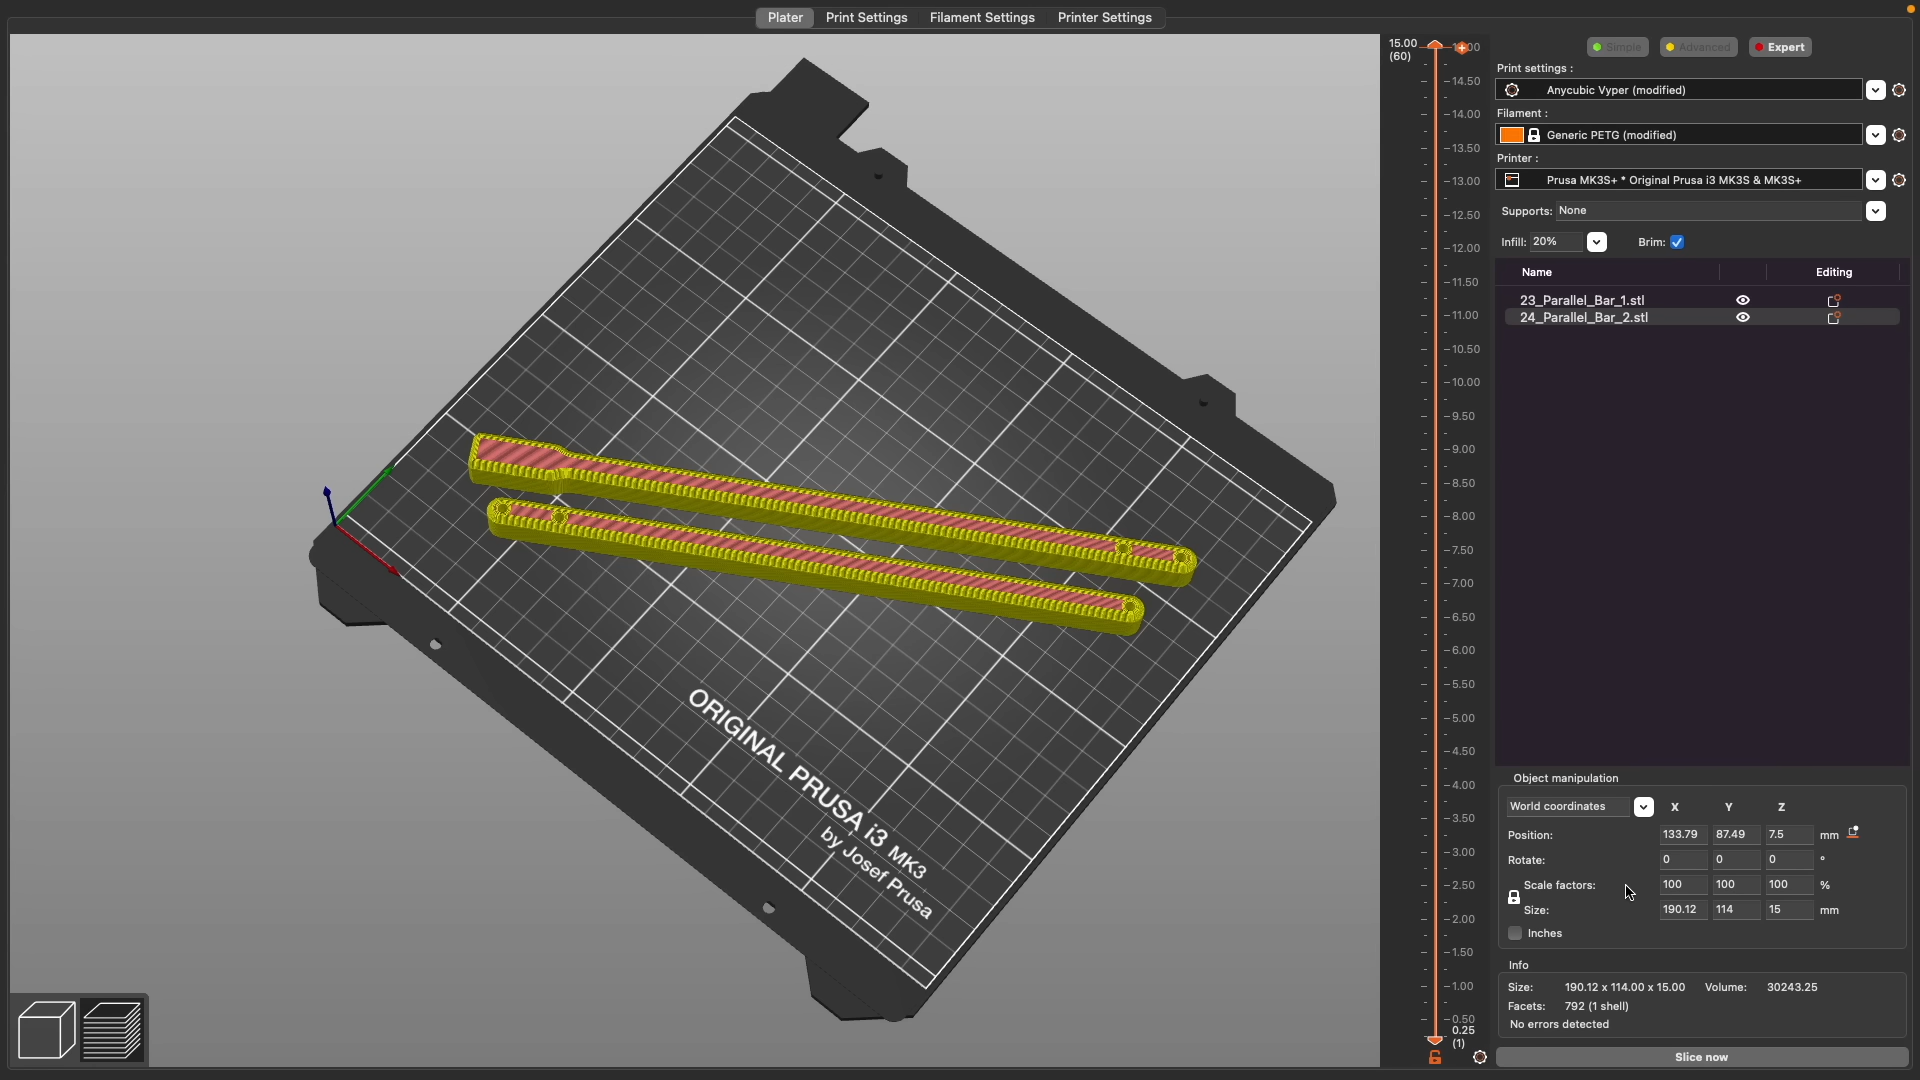 Plater
Print Settings
Filament Settings
Printer Settings
ORIGINAL PRUSA i3 MK3
by Josef Prusa
15.00
(60)
14.50
14.00
13.50
13.00
12.50
12.00
11.50
11.00
10.50
10.00
9.50
9.00
8.50
8.00
7.50
7.00
6.50
6.00
5.50
5.00
4.50
4.00
3.50
3.00
2.50
2.00
1.50
1.00
0.50
0.25
(1)
Simple
Advanced
Expert
Print settings :
Anycubic Vyper (modified)
Filament :
Generic PETG (modified)
Printer :
Prusa MK3S+ * Original Prusa i3 MK3S & MK3S+
Supports: None
Infill: 20% Brim:
Name Editing
23_Parallel_Bar_1.stl
24_Parallel_Bar_2.stl
Object manipulation
World coordinates X Y Z
Position: 133.79 87.49 7.5 mm
Rotate: 0 0 0 °
Scale factors: 100 100 100 %
Size: 190.12 114 15 mm
Inches
Info
Size: 190.12 x 114.00 x 15.00 Volume: 30243.25
Facets: 792 (1 shell)
No errors detected
Slice now